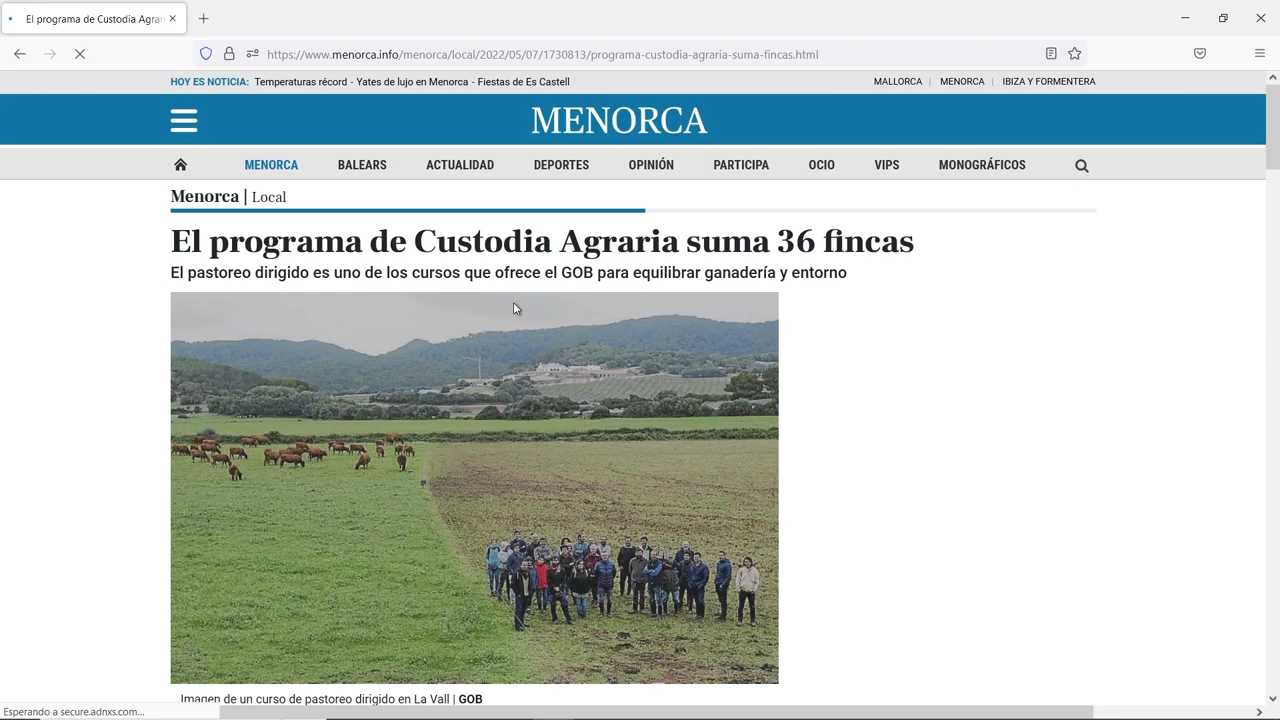 El programa de Custodia Agrari
https://www.menorca.info/menorca/local/2022/05/07/1730813/programa-custodia-agraria-suma-fincas.html
HOY ES NOTICIA: Temperaturas récord - Yates de lujo en Menorca - Fiestas de Es Castell MALLORCA | MENORCA | IBIZA Y FORMENTERA
MENORCA
MENORCA BALEARS ACTUALIDAD DEPORTES OPINIÓN PARTICIPA OCIO VIPS MONOGRÁFICOS
Menorca | Local
El programa de Custodia Agraria suma 36 fincas
El pastoreo dirigido es uno de los cursos que ofrece el GOB para equilibrar ganadería y entorno
Imagen de un curso de pastoreo dirigido en La Vall | GOB
Esperando a secure.adnxs.com...